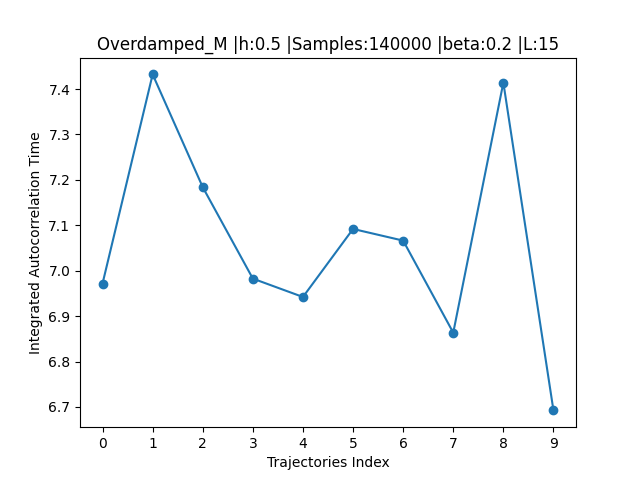 Overdamped_M |h:0.5 |Samples:140000 |beta:0.2 |L:15
Integrated Autocorrelation Time
7.4
7.3
7.2
7.1
7.0
6.9
6.8
6.7
0 1 2 3 4 5 6 7 8 9
Trajectories Index